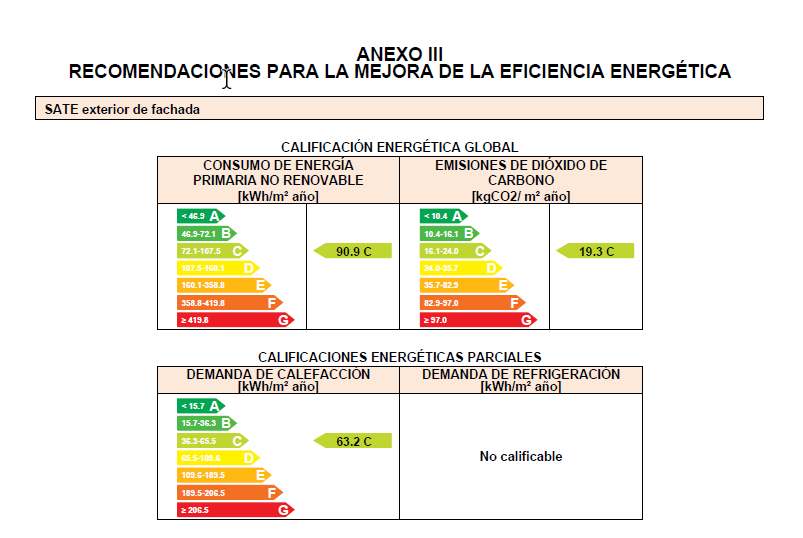 ANEXO III
RECOMENDACIONES PARA LA MEJORA DE LA EFICIENCIA ENERGÉTICA
SATE exterior de fachada
CALIFICACIÓN ENERGÉTICA GLOBAL
CONSUMO DE ENERGÍA
PRIMARIA NO RENOVABLE
[kWh/m² año]
EMISIONES DE DIÓXIDO DE
CARBONO
[kgCO2/ m² año]
< 46.9 A
46.9-72.1 B
72.1-107.5 C
107.5-160.1 D
160.1-358.8 E
358.8-419.8 F
≥ 419.8 G
90.9 C
< 10.4 A
10.4-16.1 B
16.1-24.0 C
24.0-35.7 D
35.7-82.9 E
82.9-97.0 F
≥ 97.0 G
19.3 C
CALIFICACIONES ENERGÉTICAS PARCIALES
DEMANDA DE CALEFACCIÓN
[kWh/m² año]
DEMANDA DE REFRIGERACIÓN
[kWh/m² año]
< 15.7 A
15.7-36.3 B
36.3-65.5 C
65.5-109.6 D
109.6-189.5 E
189.5-206.5 F
≥ 206.5 G
63.2 C
No calificable